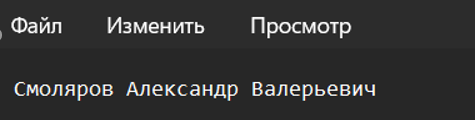 Файл Изменить Просмотр
Смоляров Александр Валерьевич